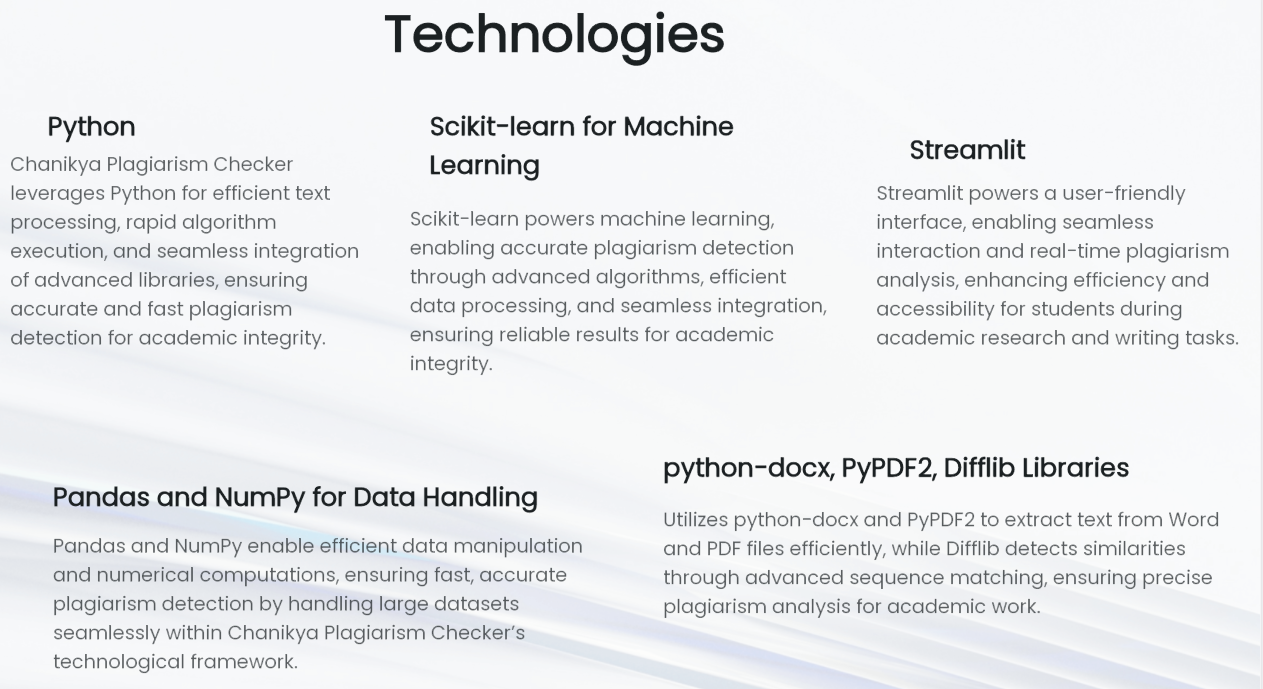 Technologies
Python
Chanikya Plagiarism Checker
leverages Python for efficient text
processing, rapid algorithm
execution, and seamless integration
of advanced libraries, ensuring
accurate and fast plagiarism
detection for academic integrity.
Scikit-learn for Machine
Learning
Scikit-learn powers machine learning,
enabling accurate plagiarism detection
through advanced algorithms, efficient
data processing, and seamless integration,
ensuring reliable results for academic
integrity.
Streamlit
Streamlit powers a user-friendly
interface, enabling seamless
interaction and real-time plagiarism
analysis, enhancing efficiency and
accessibility for students during
academic research and writing tasks.
Pandas and NumPy for Data Handling
Pandas and NumPy enable efficient data manipulation
and numerical computations, ensuring fast, accurate
plagiarism detection by handling large datasets
seamlessly within Chanikya Plagiarism Checker’s
technological framework.
python-docx, PyPDF2, Difflib Libraries
Utilizes python-docx and PyPDF2 to extract text from Word
and PDF files efficiently, while Difflib detects similarities
through advanced sequence matching, ensuring precise
plagiarism analysis for academic work.